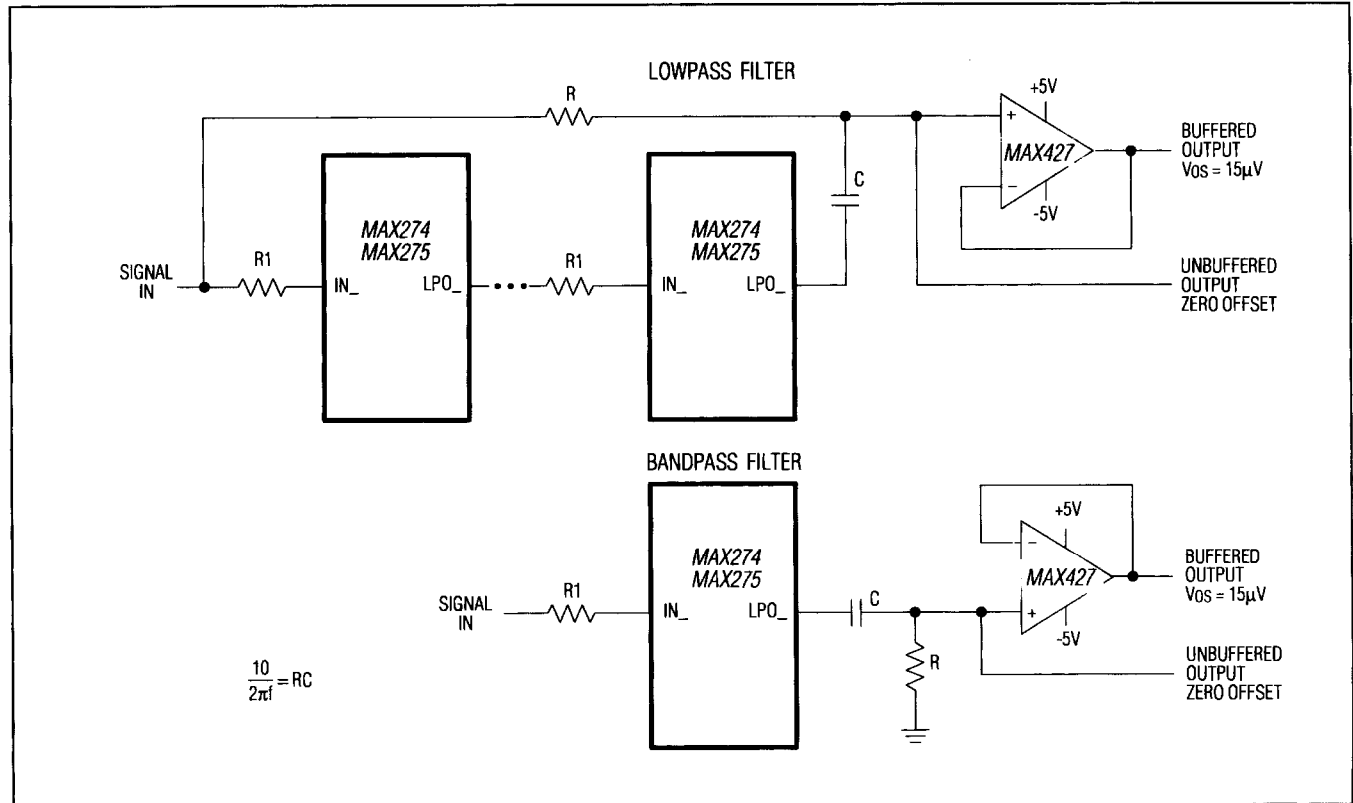 LOWPASS FILTER
R
+5V
+
MAX427
-
-5V
BUFFERED
OUTPUT
VOS = 15µV
C
SIGNAL
IN
R1
MAX274
MAX275
IN_
LPO_
R1
MAX274
MAX275
IN_
LPO_
UNBUFFERED
OUTPUT
ZERO OFFSET
BANDPASS FILTER
SIGNAL
IN
R1
MAX274
MAX275
IN_
LPO_
C
R
+5V
-
MAX427
+
-5V
BUFFERED
OUTPUT
VOS = 15µV
UNBUFFERED
OUTPUT
ZERO OFFSET
10
2πf
=RC